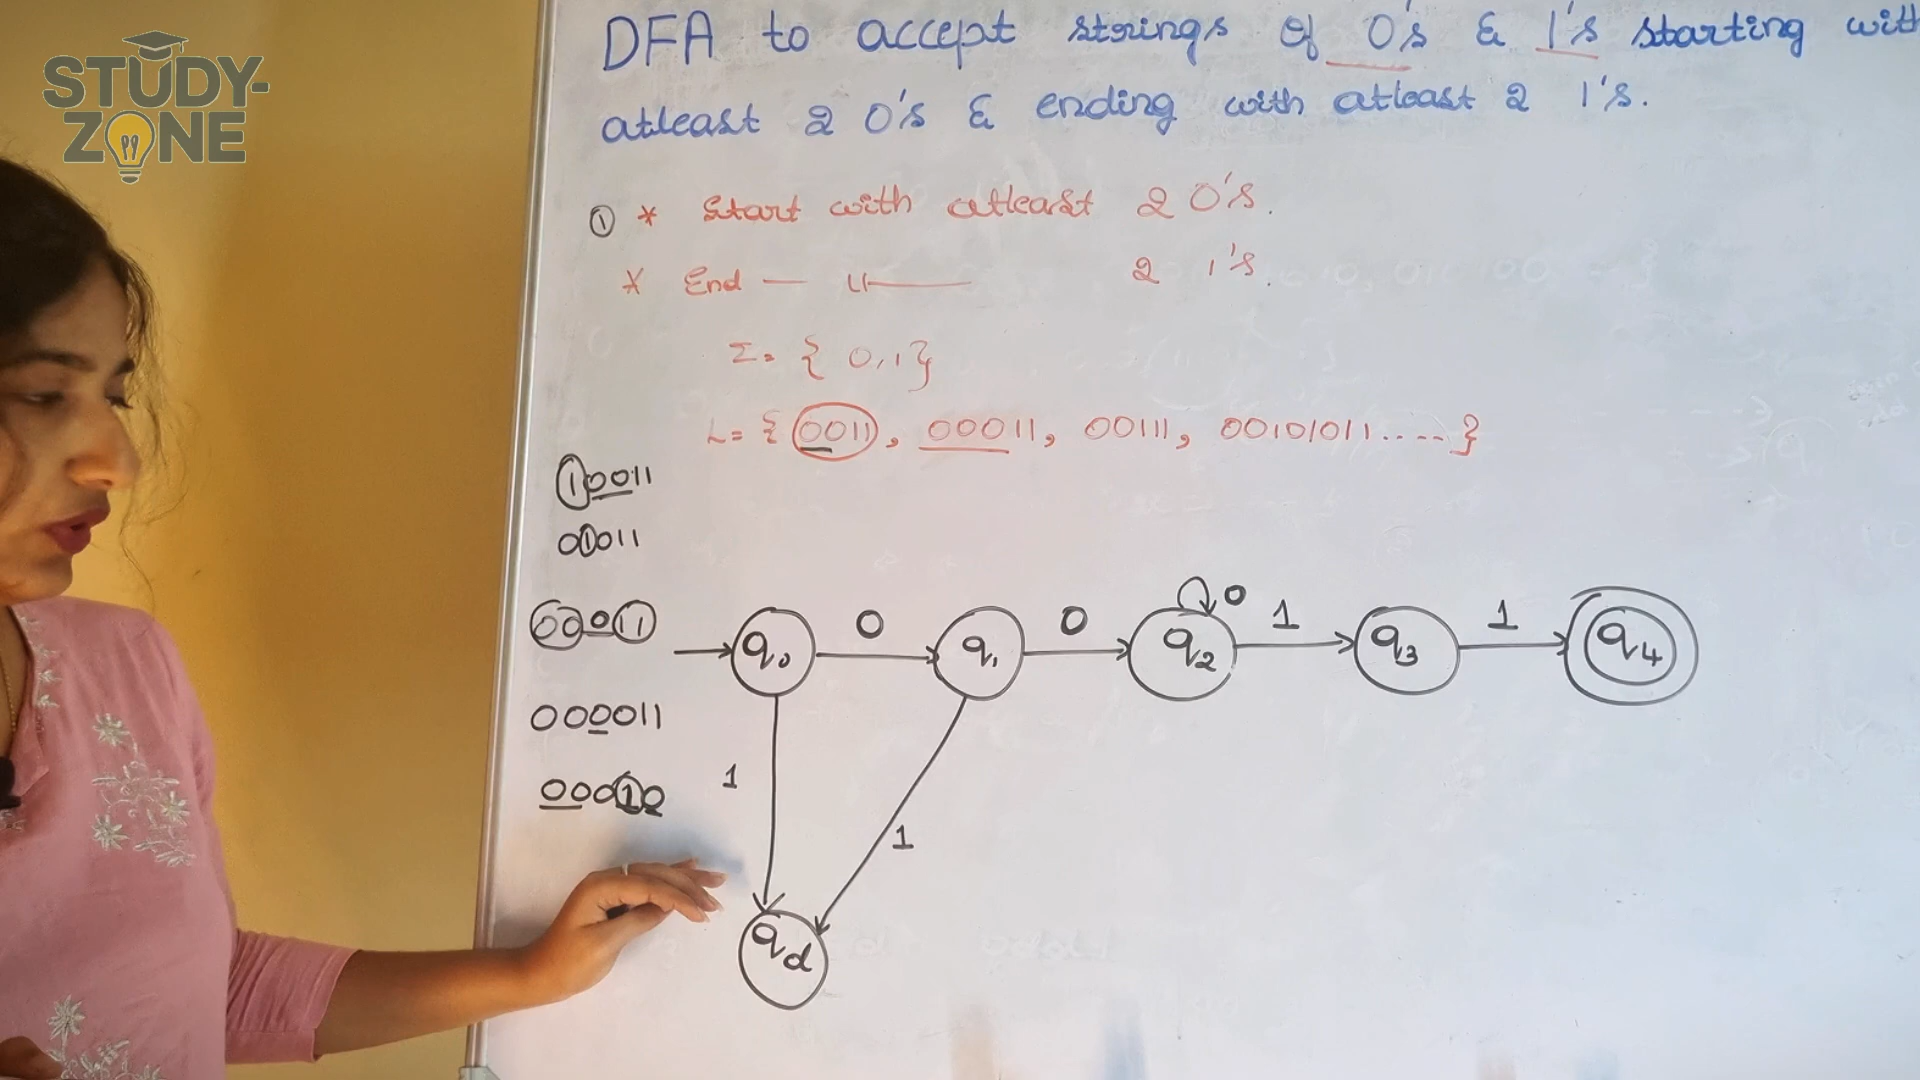 STUDY-
ZONE
DFA to accept strings of 0's & 1's starting with
atleast 2 0's & ending with atleast 2 1's.
① * Start with atleast 2 0's.
* End — 〃 — 2 1's.
Σ = { 0,1}
L = { 0011, 00011, 00111, 00101011.....}
10011
01011
00011
000011
00010
q0 0 q1 0 q2 0 1 q3 1 q4
1
1
qd